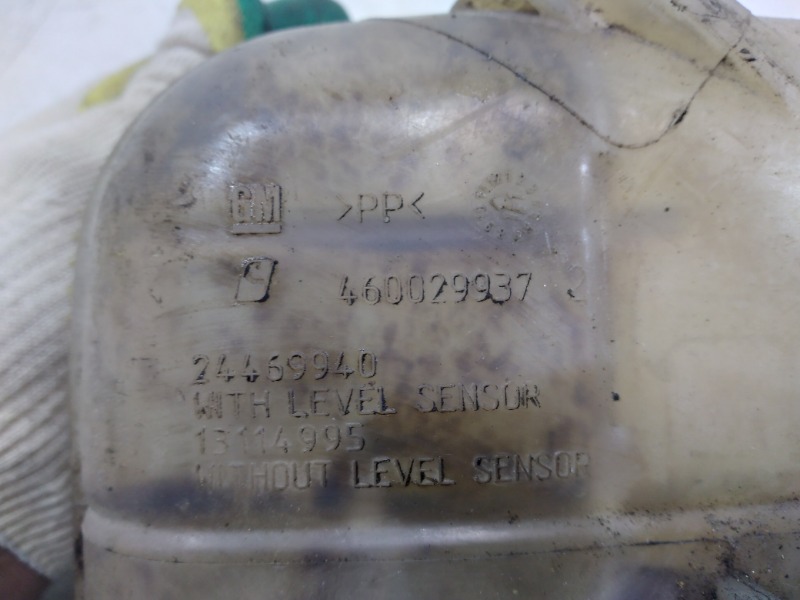 GM >PP<
460029937 2
24469940
WITH LEVEL SENSOR
13114995
WITHOUT LEVEL SENSOR